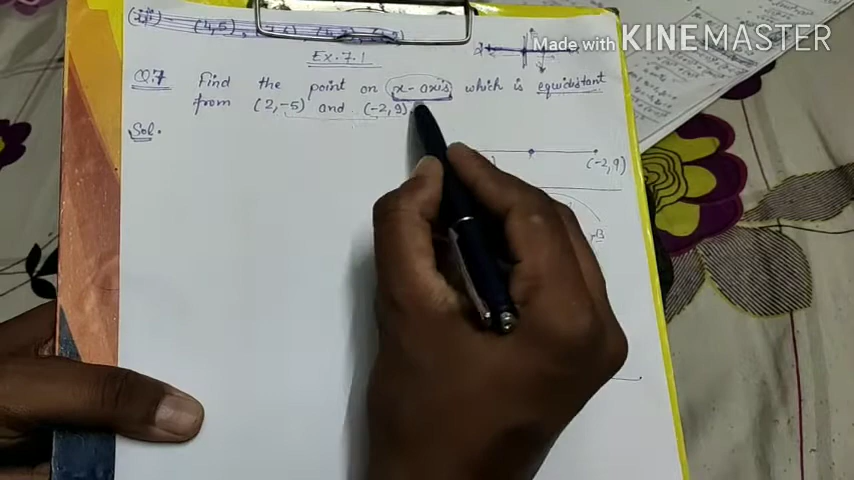 Made with KINEMASTER
Ex.7.1
Q.7 Find the point on x-axis which is equidistant
from (2,-5) and (-2,9)
Sol.
(-2,9)
B